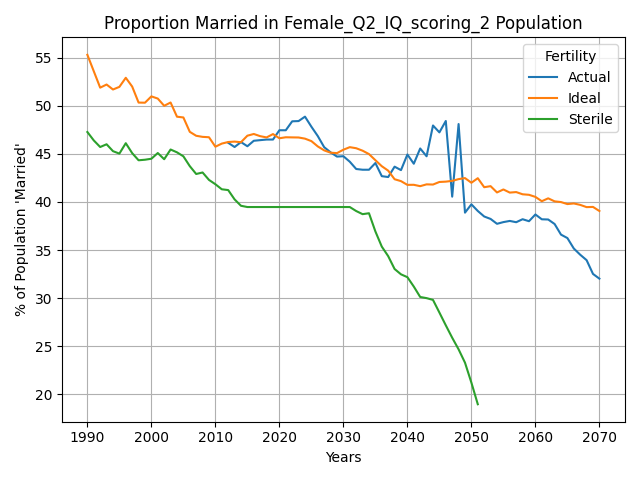 Proportion Married in Female_Q2_IQ_scoring_2 Population
% of Population 'Married'
55
50
45
40
35
30
25
20
Fertility
Actual
Ideal
Sterile
1990 2000 2010 2020 2030 2040 2050 2060 2070
Years